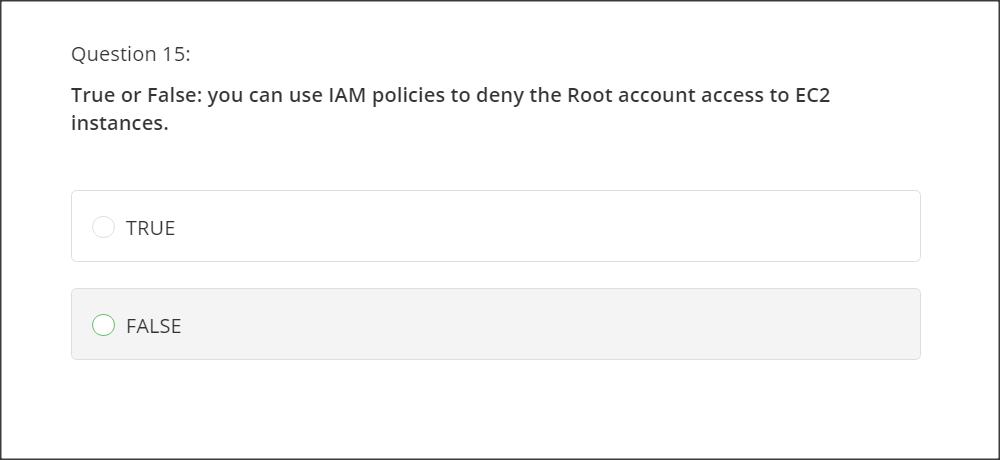 Question 15:
True or False: you can use IAM policies to deny the Root account access to EC2
instances.
TRUE
FALSE